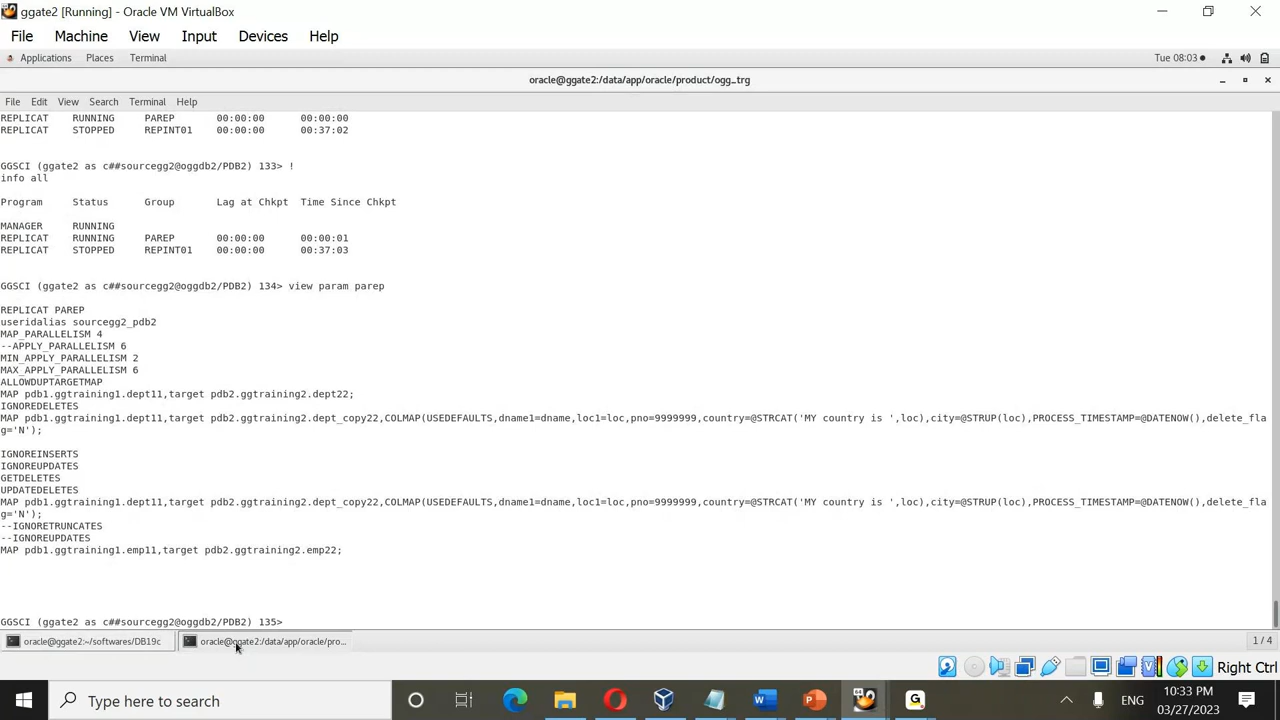 ggate2 [Running] - Oracle VM VirtualBox
File Machine View Input Devices Help
Applications Places Terminal Tue 08:03
oracle@ggate2:/data/app/oracle/product/ogg_trg
File Edit View Search Terminal Help
REPLICAT RUNNING PAREP 00:00:00 00:00:00
REPLICAT STOPPED REPINT01 00:00:00 00:37:02
GGSCI (ggate2 as c##sourcegg2@oggdb2/PDB2) 133> !
info all
Program Status Group Lag at Chkpt Time Since Chkpt
MANAGER RUNNING
REPLICAT RUNNING PAREP 00:00:00 00:00:01
REPLICAT STOPPED REPINT01 00:00:00 00:37:03
GGSCI (ggate2 as c##sourcegg2@oggdb2/PDB2) 134> view param parep
REPLICAT PAREP
useridalias sourcegg2_pdb2
MAP_PARALLELISM 4
--APPLY_PARALLELISM 6
MIN_APPLY_PARALLELISM 2
MAX_APPLY_PARALLELISM 6
ALLOWDUPTARGETMAP
MAP pdb1.ggtraining1.dept11,target pdb2.ggtraining2.dept22;
IGNOREDELETES
MAP pdb1.ggtraining1.dept11,target pdb2.ggtraining2.dept_copy22,COLMAP(USEDEFAULTS,dname1=dname,loc1=loc,pno=9999999,country=@STRCAT('MY country is ',loc),city=@STRUP(loc),PROCESS_TIMESTAMP=@DATENOW(),delete_fla
g='N');
IGNOREINSERTS
IGNOREUPDATES
GETDELETES
UPDATEDELETES
MAP pdb1.ggtraining1.dept11,target pdb2.ggtraining2.dept_copy22,COLMAP(USEDEFAULTS,dname1=dname,loc1=loc,pno=9999999,country=@STRCAT('MY country is ',loc),city=@STRUP(loc),PROCESS_TIMESTAMP=@DATENOW(),delete_fla
g='N');
--IGNORETRUNCATES
--IGNOREUPDATES
MAP pdb1.ggtraining1.emp11,target pdb2.ggtraining2.emp22;
GGSCI (ggate2 as c##sourcegg2@oggdb2/PDB2) 135>
oracle@ggate2:~/softwares/DB19c oracle@ggate2:/data/app/oracle/pro... 1 / 4
Right Ctrl
Type here to search ENG 10:33 PM
03/27/2023